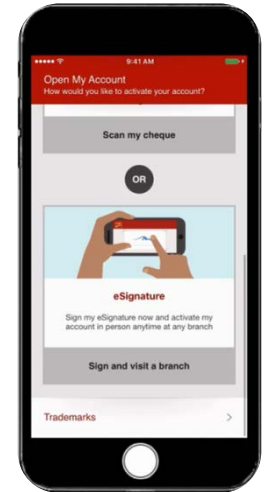 9:41 AM
Open My Account
How would you like to activate your account?
Scan my cheque
OR
eSignature
Sign my eSignature now and activate my
account in person anytime at any branch
Sign and visit a branch
Trademarks